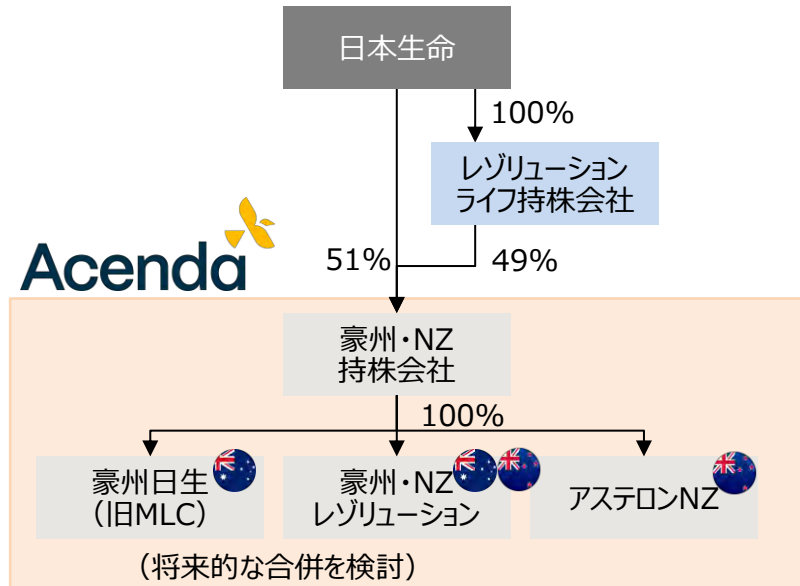 日本生命
100%
レゾリューション
ライフ持株会社
51%
49%
Acenda
豪州・NZ
持株会社
100%
豪州日生
（旧MLC）
豪州・NZ
レゾリューション
アステロンNZ
（将来的な合併を検討）